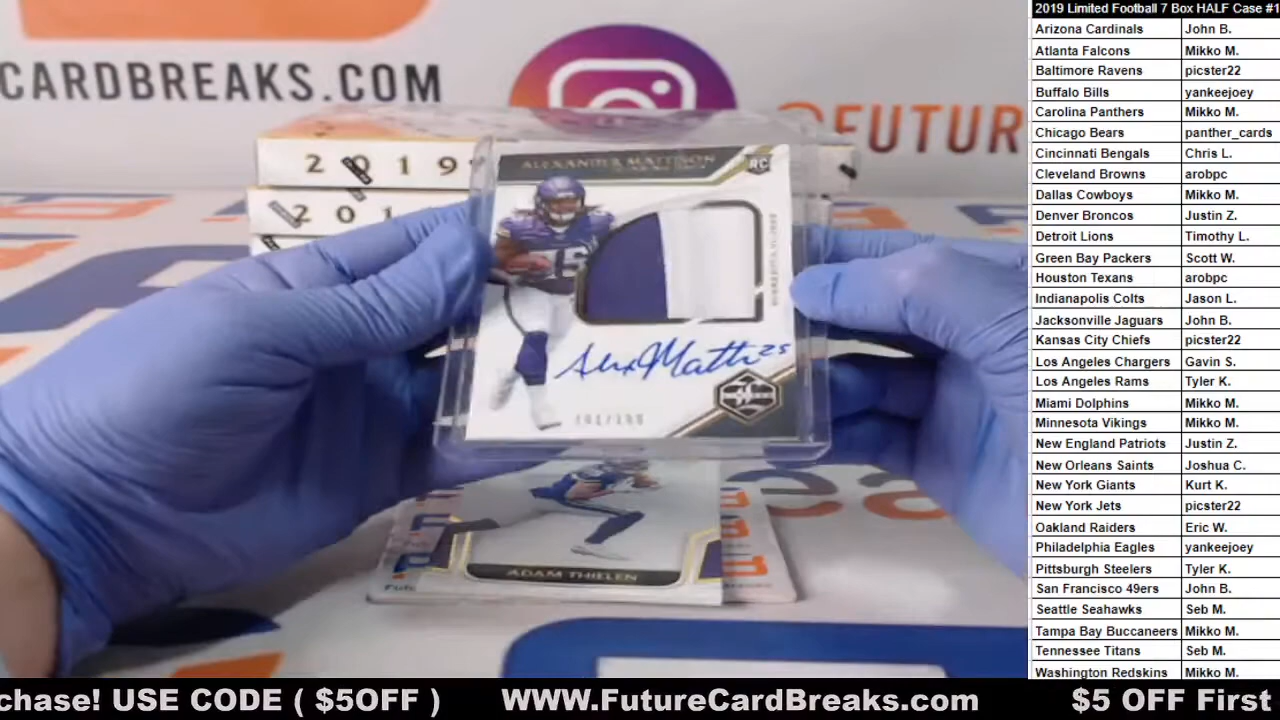 2019 Limited Football 7 Box HALF Case #1
Arizona Cardinals John B.
Atlanta Falcons Mikko M.
Baltimore Ravens picster22
Buffalo Bills yankeejoey
Carolina Panthers Mikko M.
Chicago Bears panther_cards
Cincinnati Bengals Chris L.
Cleveland Browns arobpc
Dallas Cowboys Mikko M.
Denver Broncos Justin Z.
Detroit Lions Timothy L.
Green Bay Packers Scott W.
Houston Texans arobpc
Indianapolis Colts Jason L.
Jacksonville Jaguars John B.
Kansas City Chiefs picster22
Los Angeles Chargers Gavin S.
Los Angeles Rams Tyler K.
Miami Dolphins Mikko M.
Minnesota Vikings Mikko M.
New England Patriots Justin Z.
New Orleans Saints Joshua C.
New York Giants Kurt K.
New York Jets picster22
Oakland Raiders Eric W.
Philadelphia Eagles yankeejoey
Pittsburgh Steelers Tyler K.
San Francisco 49ers John B.
Seattle Seahawks Seb M.
Tampa Bay Buccaneers Mikko M.
Tennessee Titans Seb M.
Washington Redskins Mikko M.
CARDBREAKS.COM
@FUTUR
2019
201
ALEXANDER MATTISON
RC
ADAM THIELEN
chase! USE CODE ( $5OFF ) WWW.FutureCardBreaks.com $5 OFF First